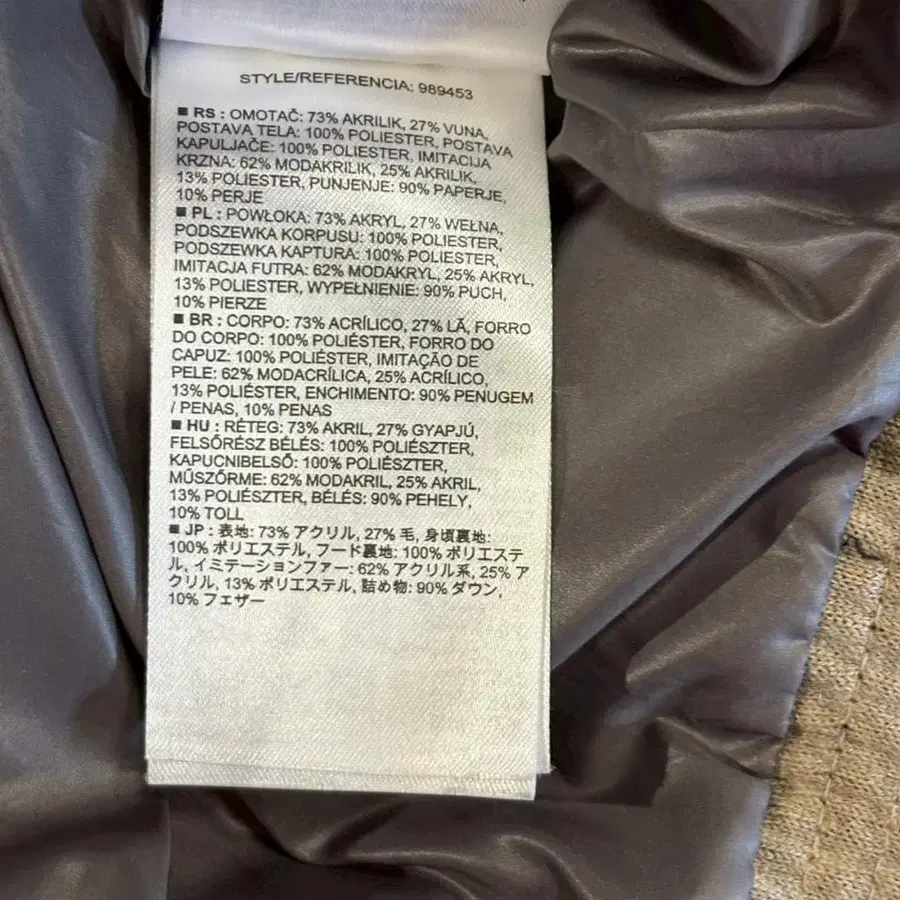 STYLE/REFERENCIA: 989453
■ RS : OMOTAČ: 73% AKRILIK, 27% VUNA,
POSTAVA TELA: 100% POLIESTER, POSTAVA
KAPULJAČE: 100% POLIESTER, IMITACIJA
KRZNA: 62% MODAKRILIK, 25% AKRILIK,
13% POLIESTER, PUNJENJE: 90% PAPERJE,
10% PERJE
■ PL : POWŁOKA: 73% AKRYL, 27% WEŁNA,
PODSZEWKA KORPUSU: 100% POLIESTER,
PODSZEWKA KAPTURA: 100% POLIESTER,
IMITACJA FUTRA: 62% MODAKRYL, 25% AKRYL,
13% POLIESTER, WYPEŁNIENIE: 90% PUCH,
10% PIERZE
■ BR : CORPO: 73% ACRÍLICO, 27% LÃ, FORRO
DO CORPO: 100% POLIÉSTER, FORRO DO
CAPUZ: 100% POLIÉSTER, IMITAÇÃO DE
PELE: 62% MODACRÍLICA, 25% ACRÍLICO,
13% POLIÉSTER, ENCHIMENTO: 90% PENUGEM
/ PENAS, 10% PENAS
■ HU : RÉTEG: 73% AKRIL, 27% GYAPJÚ,
FELSŐRÉSZ BÉLÉS: 100% POLIÉSZTER,
KAPUCNIBELSŐ: 100% POLIÉSZTER,
MŰSZŐRME: 62% MODAKRIL, 25% AKRIL,
13% POLIÉSZTER, BÉLÉS: 90% PEHELY,
10% TOLL
■ JP : 表地: 73% アクリル, 27% 毛, 身頃裏地:
100% ポリエステル, フード裏地: 100% ポリエステ
ル, イミテーションファー: 62% アクリル系, 25% ア
クリル, 13% ポリエステル, 詰め物: 90% ダウン,
10% フェザー